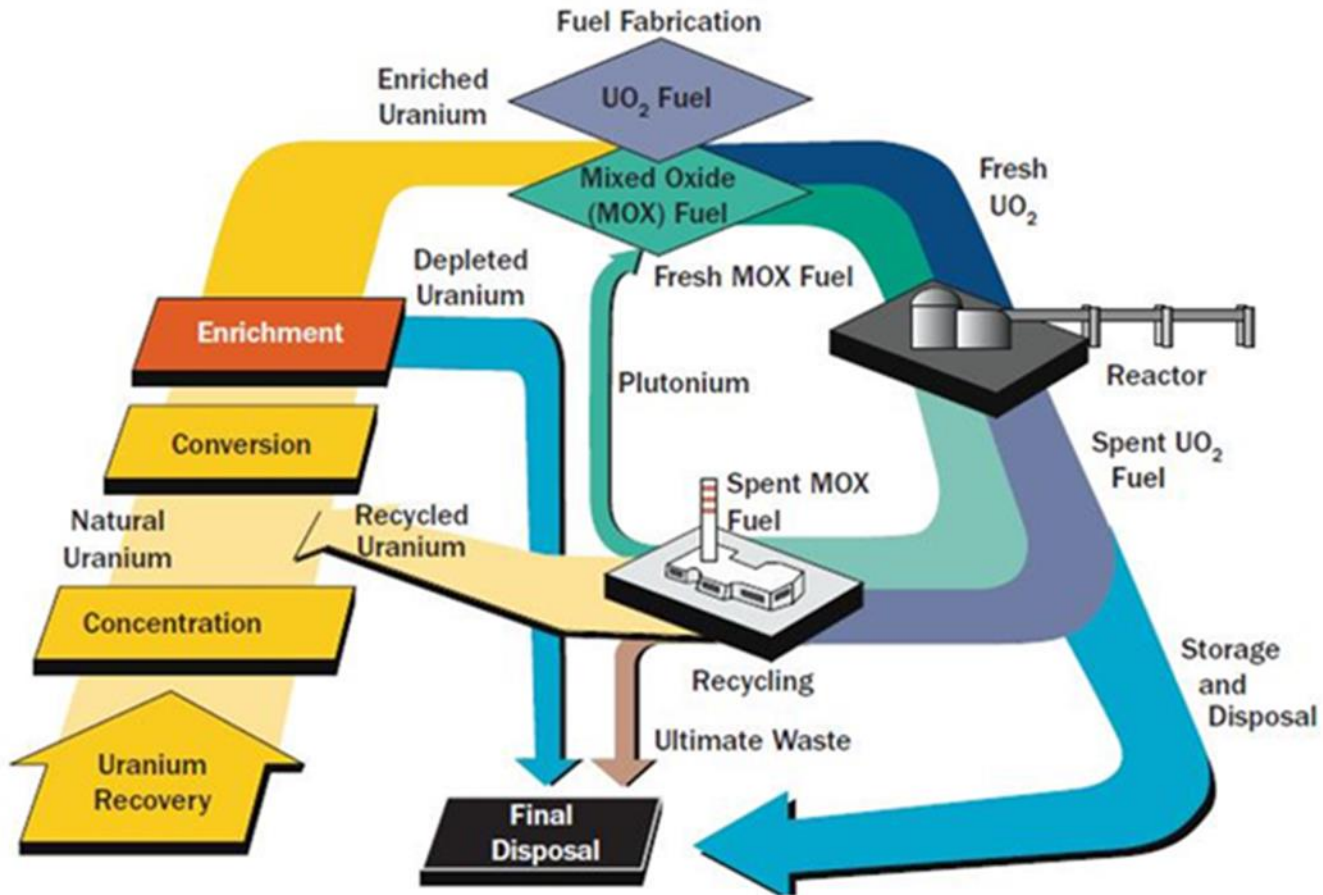 Fuel Fabrication
Enriched
Uranium
UO₂ Fuel
Mixed Oxide
(MOX) Fuel
Fresh
UO₂
Depleted
Uranium
Fresh MOX Fuel
Enrichment
Plutonium
Reactor
Conversion
Spent UO₂
Fuel
Spent MOX
Fuel
Natural
Uranium
Recycled
Uranium
Concentration
Recycling
Storage
and
Disposal
Ultimate Waste
Uranium
Recovery
Final
Disposal